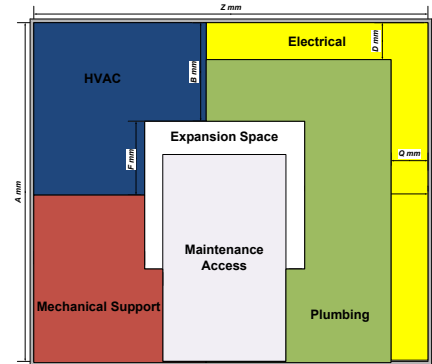 Z mm
Electrical
D mm
HVAC
B mm
Expansion Space
F mm
Q mm
A mm
Maintenance
Access
Mechanical Support
Plumbing